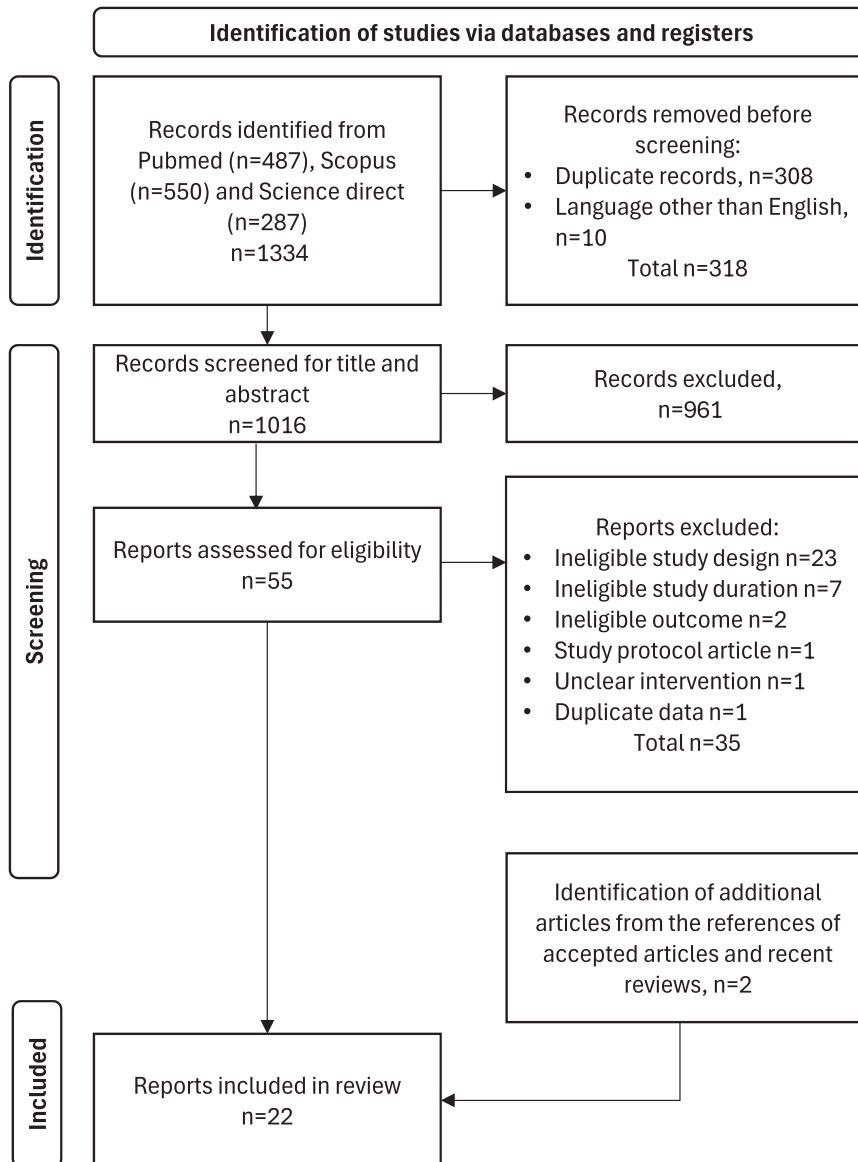 Identification of studies via databases and registers
Identification
Records identified from
Pubmed (n=487), Scopus
(n=550) and Science direct
(n=287)
n=1334
Records removed before
screening:
• Duplicate records, n=308
• Language other than English,
n=10
Total n=318
Screening
Records screened for title and
abstract
n=1016
Records excluded,
n=961
Reports assessed for eligibility
n=55
Reports excluded:
• Ineligible study design n=23
• Ineligible study duration n=7
• Ineligible outcome n=2
• Study protocol article n=1
• Unclear intervention n=1
• Duplicate data n=1
Total n=35
Identification of additional
articles from the references of
accepted articles and recent
reviews, n=2
Included
Reports included in review
n=22